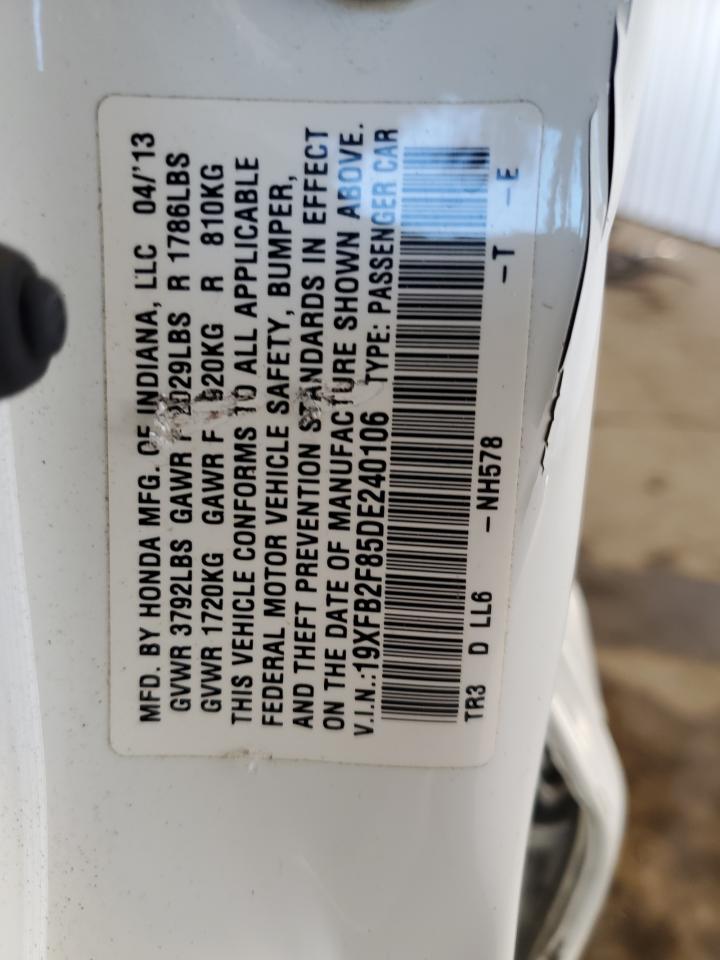 MFD. BY HONDA MFG. OF INDIANA, LLC 04/'13
GVWR 3792LBS GAWR F 2029LBS R 1786LBS
GVWR 1720KG GAWR F 920KG R 810KG
THIS VEHICLE CONFORMS TO ALL APPLICABLE
FEDERAL MOTOR VEHICLE SAFETY, BUMPER,
AND THEFT PREVENTION STANDARDS IN EFFECT
ON THE DATE OF MANUFACTURE SHOWN ABOVE.
V.I.N.:19XFB2F85DE240106 TYPE: PASSENGER CAR
TR3 D LL6 -NH578 -T -E